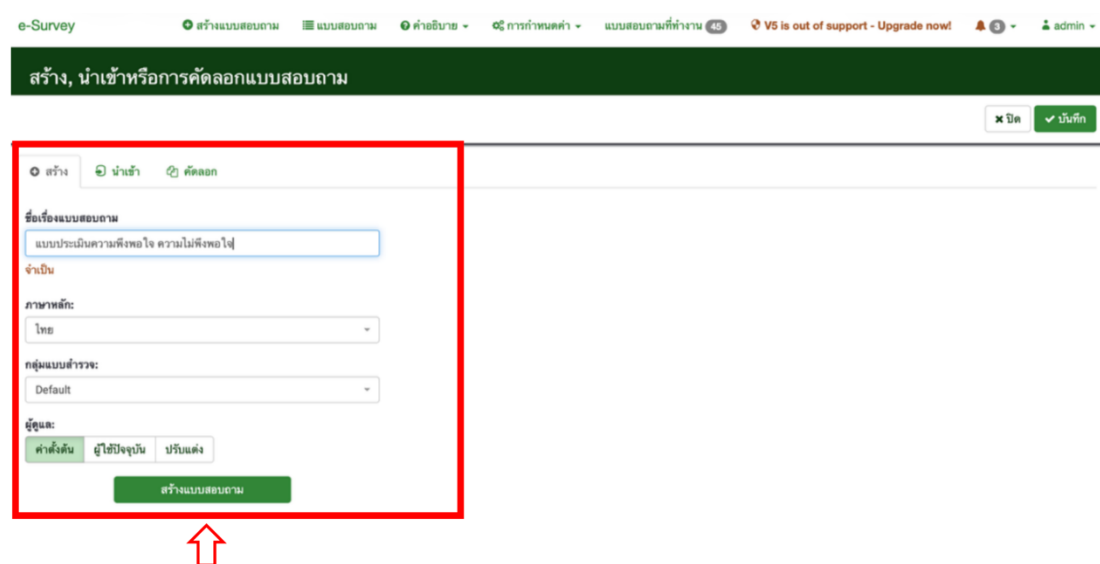 e-Survey สร้างแบบสอบถาม แบบสอบถาม คำอธิบาย การกำหนดค่า แบบสอบถามที่ทำงาน 45 V5 is out of support - Upgrade now! 3 admin
สร้าง, นำเข้าหรือการคัดลอกแบบสอบถาม
ปิด บันทึก
สร้าง นำเข้า คัดลอก
ชื่อเรื่องแบบสอบถาม
แบบประเมินความพึงพอใจ ความไม่พึงพอใจ
จำเป็น
ภาษาหลัก:
ไทย
กลุ่มแบบสำรวจ:
Default
ผู้ดูแล:
ค่าตั้งต้น ผู้ใช้ปัจจุบัน ปรับแต่ง
สร้างแบบสอบถาม